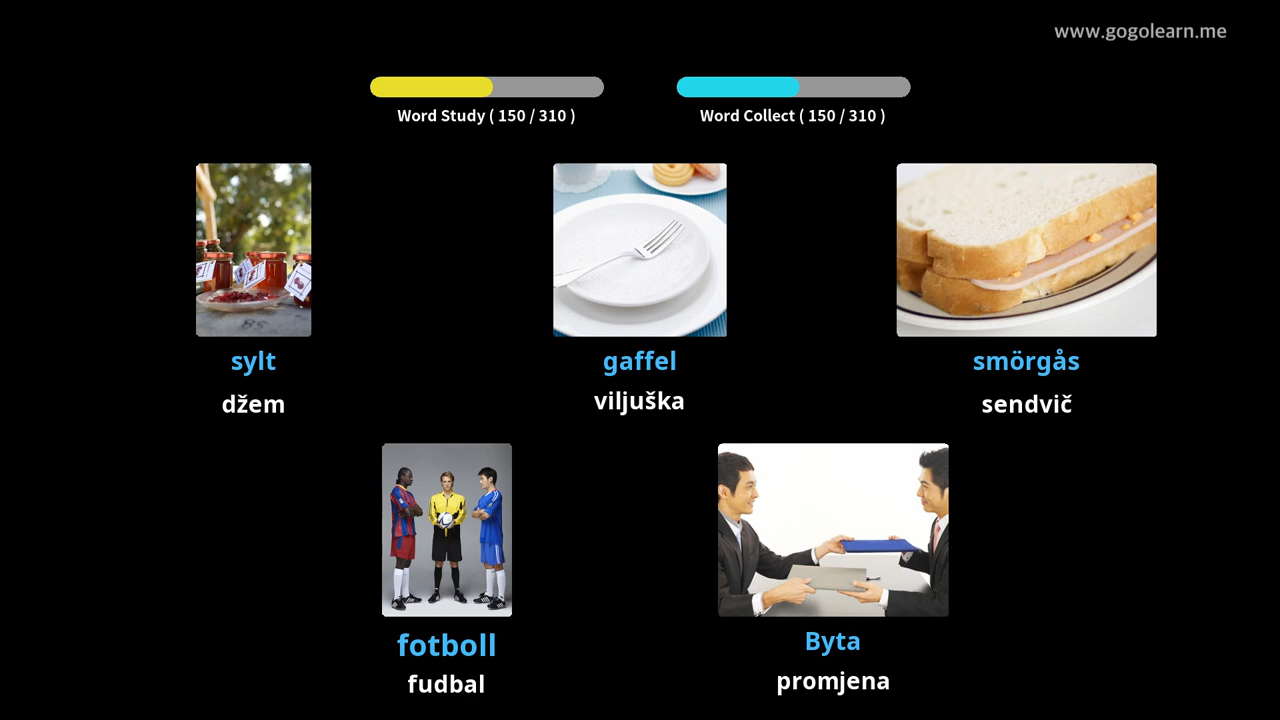 www.gogolearn.me
Word Study ( 150 / 310 )
Word Collect ( 150 / 310 )
sylt
gaffel
smörgås
džem
viljuška
sendvič
85
fotboll
Byta
fudbal
promjena